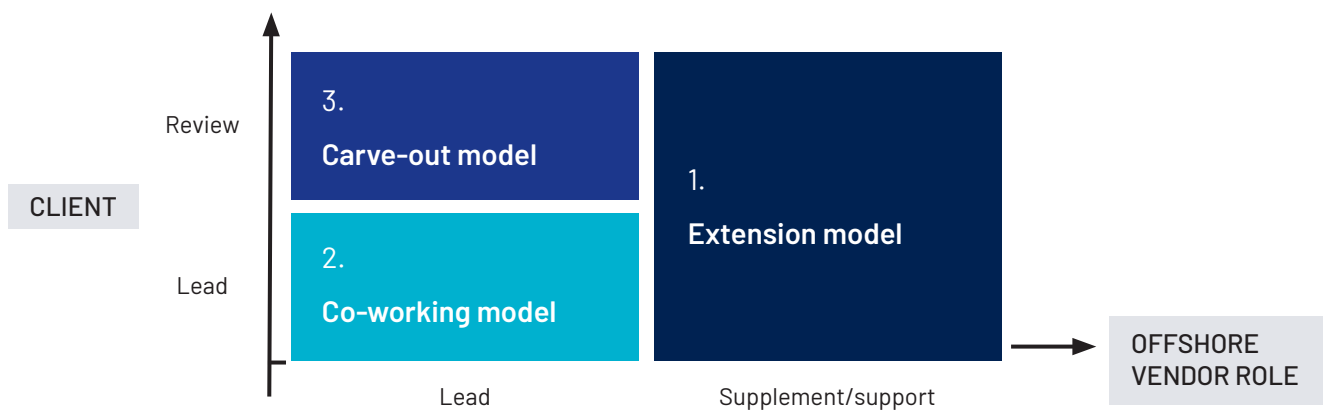 Review
3.
Carve-out model
1.
Extension model
CLIENT
2.
Co-working model
Lead
OFFSHORE
VENDOR ROLE
Lead
Supplement/support